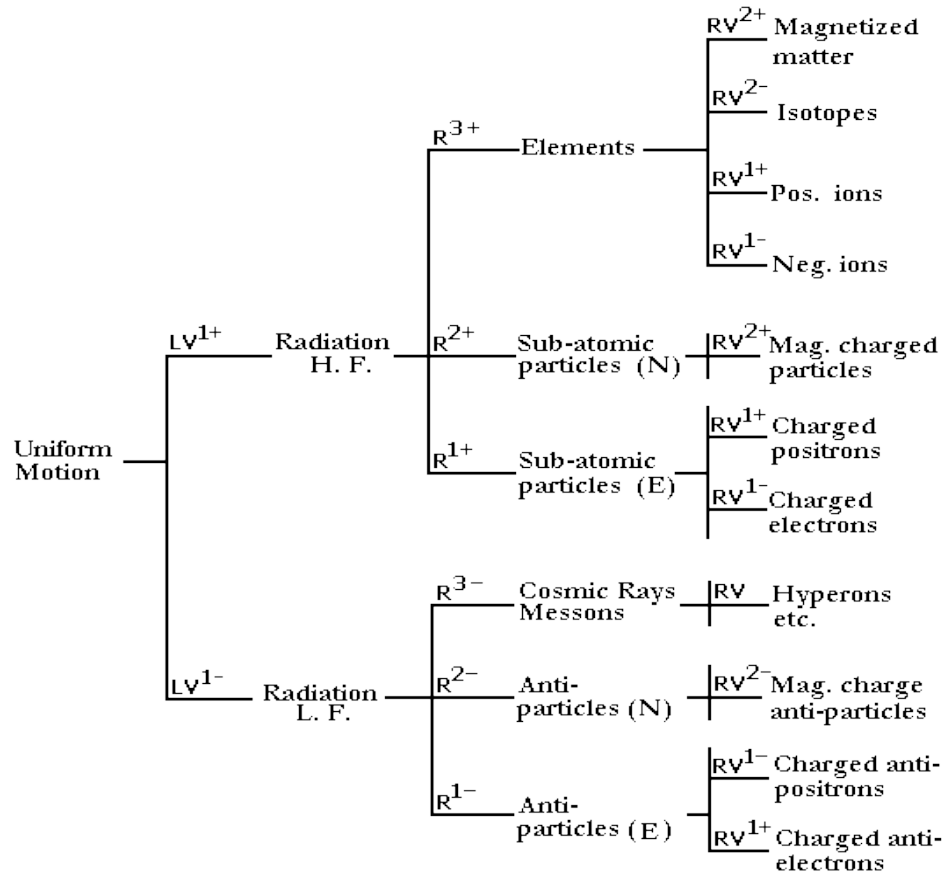 RV2+ Magnetized
matter
RV2- Isotopes
R3+ Elements
RV1+ Pos. ions
RV1- Neg. ions
LV1+ Radiation
H. F.
R2+ Sub-atomic
particles (N)
RV2+ Mag. charged
particles
Uniform
Motion
R1+ Sub-atomic
particles (E)
RV1+ Charged
positrons
RV1- Charged
electrons
R3- Cosmic Rays
Messons
RV Hyperons
etc.
LV1- Radiation
L. F.
R2- Anti-
particles (N)
RV2- Mag. charge
anti-particles
R1- Anti-
particles (E)
RV1- Charged anti-
positrons
RV1+ Charged anti-
electrons